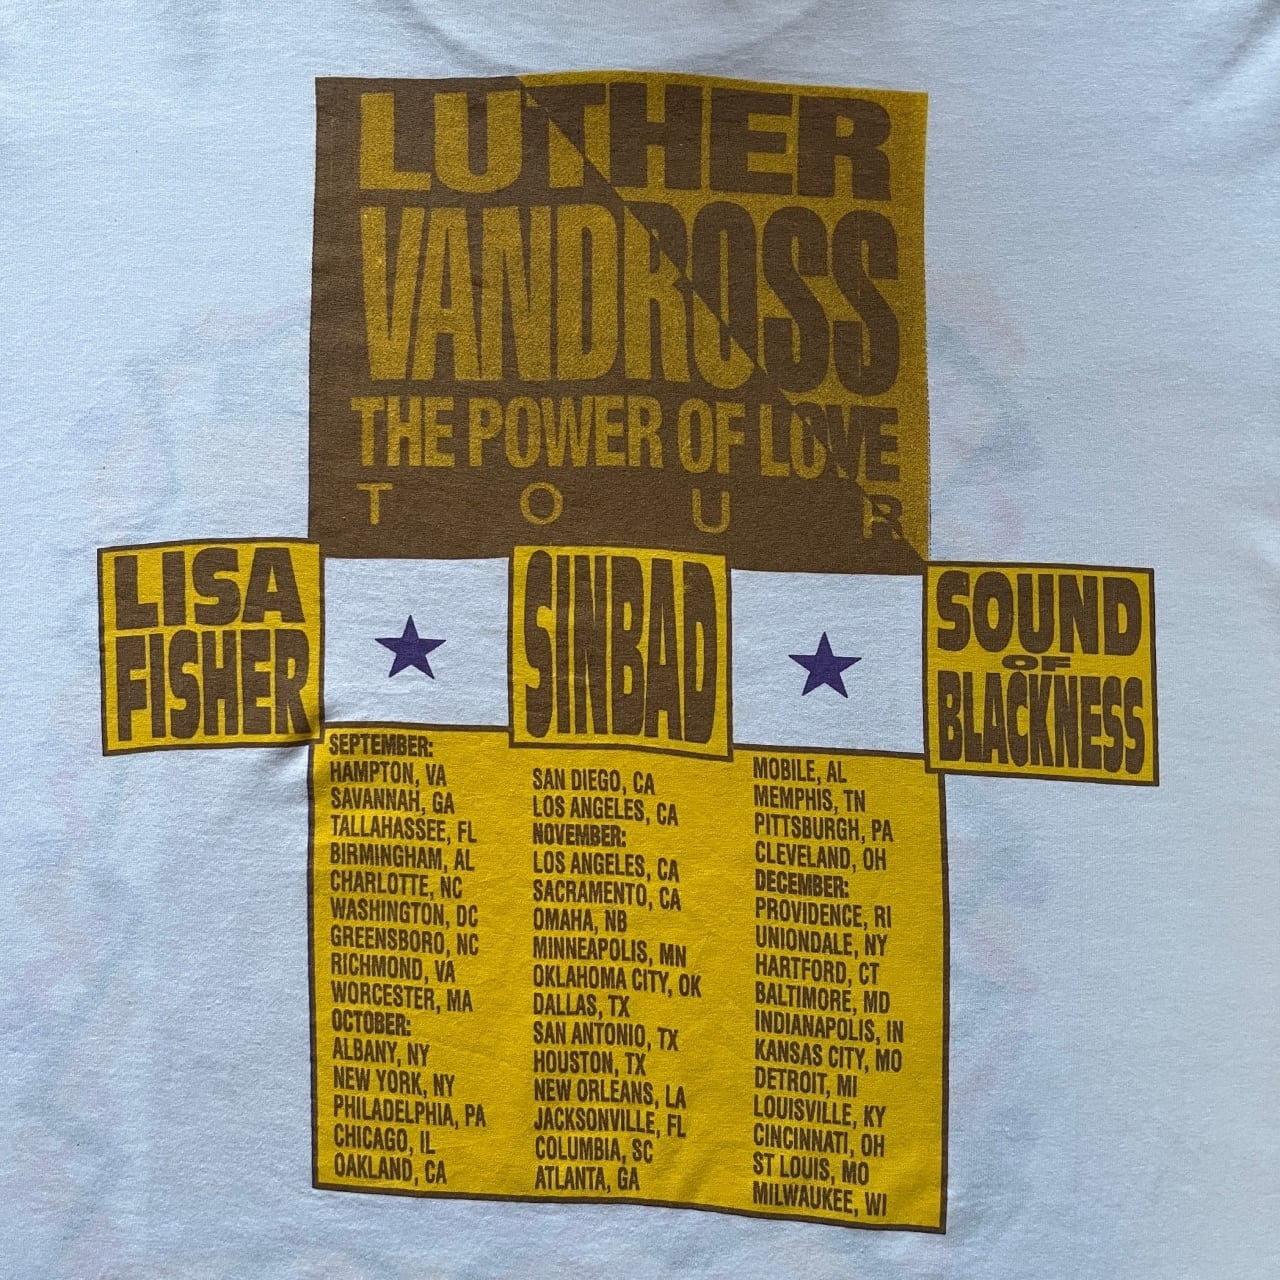 LUTHER
VANDROSS
THE POWER OF LOVE
TOUR
LISA
FISHER
SINBAD
SOUND
OF
BLACKNESS
SEPTEMBER:
HAMPTON, VA
SAVANNAH, GA
TALLAHASSEE, FL
BIRMINGHAM, AL
CHARLOTTE, NC
WASHINGTON, DC
GREENSBORO, NC
RICHMOND, VA
WORCESTER, MA
OCTOBER:
ALBANY, NY
NEW YORK, NY
PHILADELPHIA, PA
CHICAGO, IL
OAKLAND, CA
SAN DIEGO, CA
LOS ANGELES, CA
NOVEMBER:
LOS ANGELES, CA
SACRAMENTO, CA
OMAHA, NB
MINNEAPOLIS, MN
OKLAHOMA CITY, OK
DALLAS, TX
SAN ANTONIO, TX
HOUSTON, TX
NEW ORLEANS, LA
JACKSONVILLE, FL
COLUMBIA, SC
ATLANTA, GA
MOBILE, AL
MEMPHIS, TN
PITTSBURGH, PA
CLEVELAND, OH
DECEMBER:
PROVIDENCE, RI
UNIONDALE, NY
HARTFORD, CT
BALTIMORE, MD
INDIANAPOLIS, IN
KANSAS CITY, MO
DETROIT, MI
LOUISVILLE, KY
CINCINNATI, OH
ST LOUIS, MO
MILWAUKEE, WI